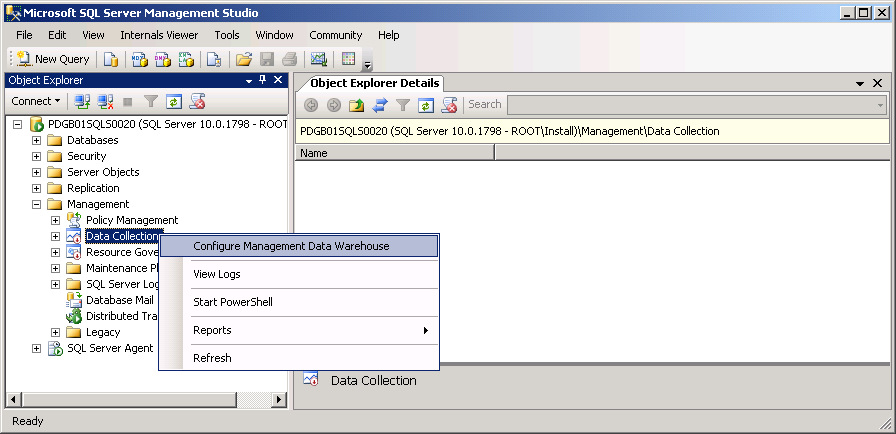 Microsoft SQL Server Management Studio
File Edit View Internals Viewer Tools Window Community Help
New Query
Object Explorer
Connect
PDGB01SQLS0020 (SQL Server 10.0.1798 - ROOT
Databases
Security
Server Objects
Replication
Management
Policy Management
Data Collection
Resource Gove
Maintenance Pl
SQL Server Log
Database Mail
Distributed Tra
Legacy
SQL Server Agent
Configure Management Data Warehouse
View Logs
Start PowerShell
Reports
Refresh
Object Explorer Details
Search
PDGB01SQLS0020 (SQL Server 10.0.1798 - ROOT\Install)\Management\Data Collection
Name
Data Collection
Ready